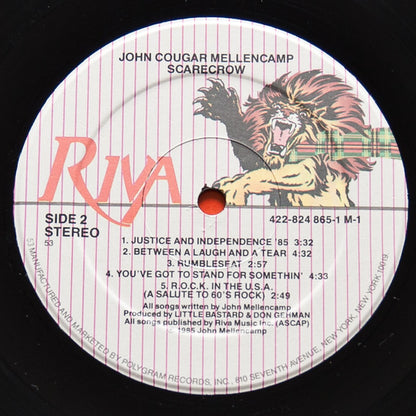 JOHN COUGAR MELLENCAMP
SCARECROW
RIVA
422-824 865-1 M-1
SIDE 2
STEREO
53
1. JUSTICE AND INDEPENDENCE '85 3:32
2. BETWEEN A LAUGH AND A TEAR 4:32
3. RUMBLESEAT 2:57
4. YOU'VE GOT TO STAND FOR SOMETHIN' 4:33
5. R.O.C.K. IN THE U.S.A.
(A SALUTE TO 60'S ROCK) 2:49
All songs written by John Mellencamp
Produced by LITTLE BASTARD & DON GEHMAN
All songs published by Riva Music Inc. (ASCAP)
© 1985 John Mellencamp
53 MANUFACTURED AND MARKETED BY POLYGRAM RECORDS, INC., 810 SEVENTH AVENUE, NEW YORK, NEW YORK 10019